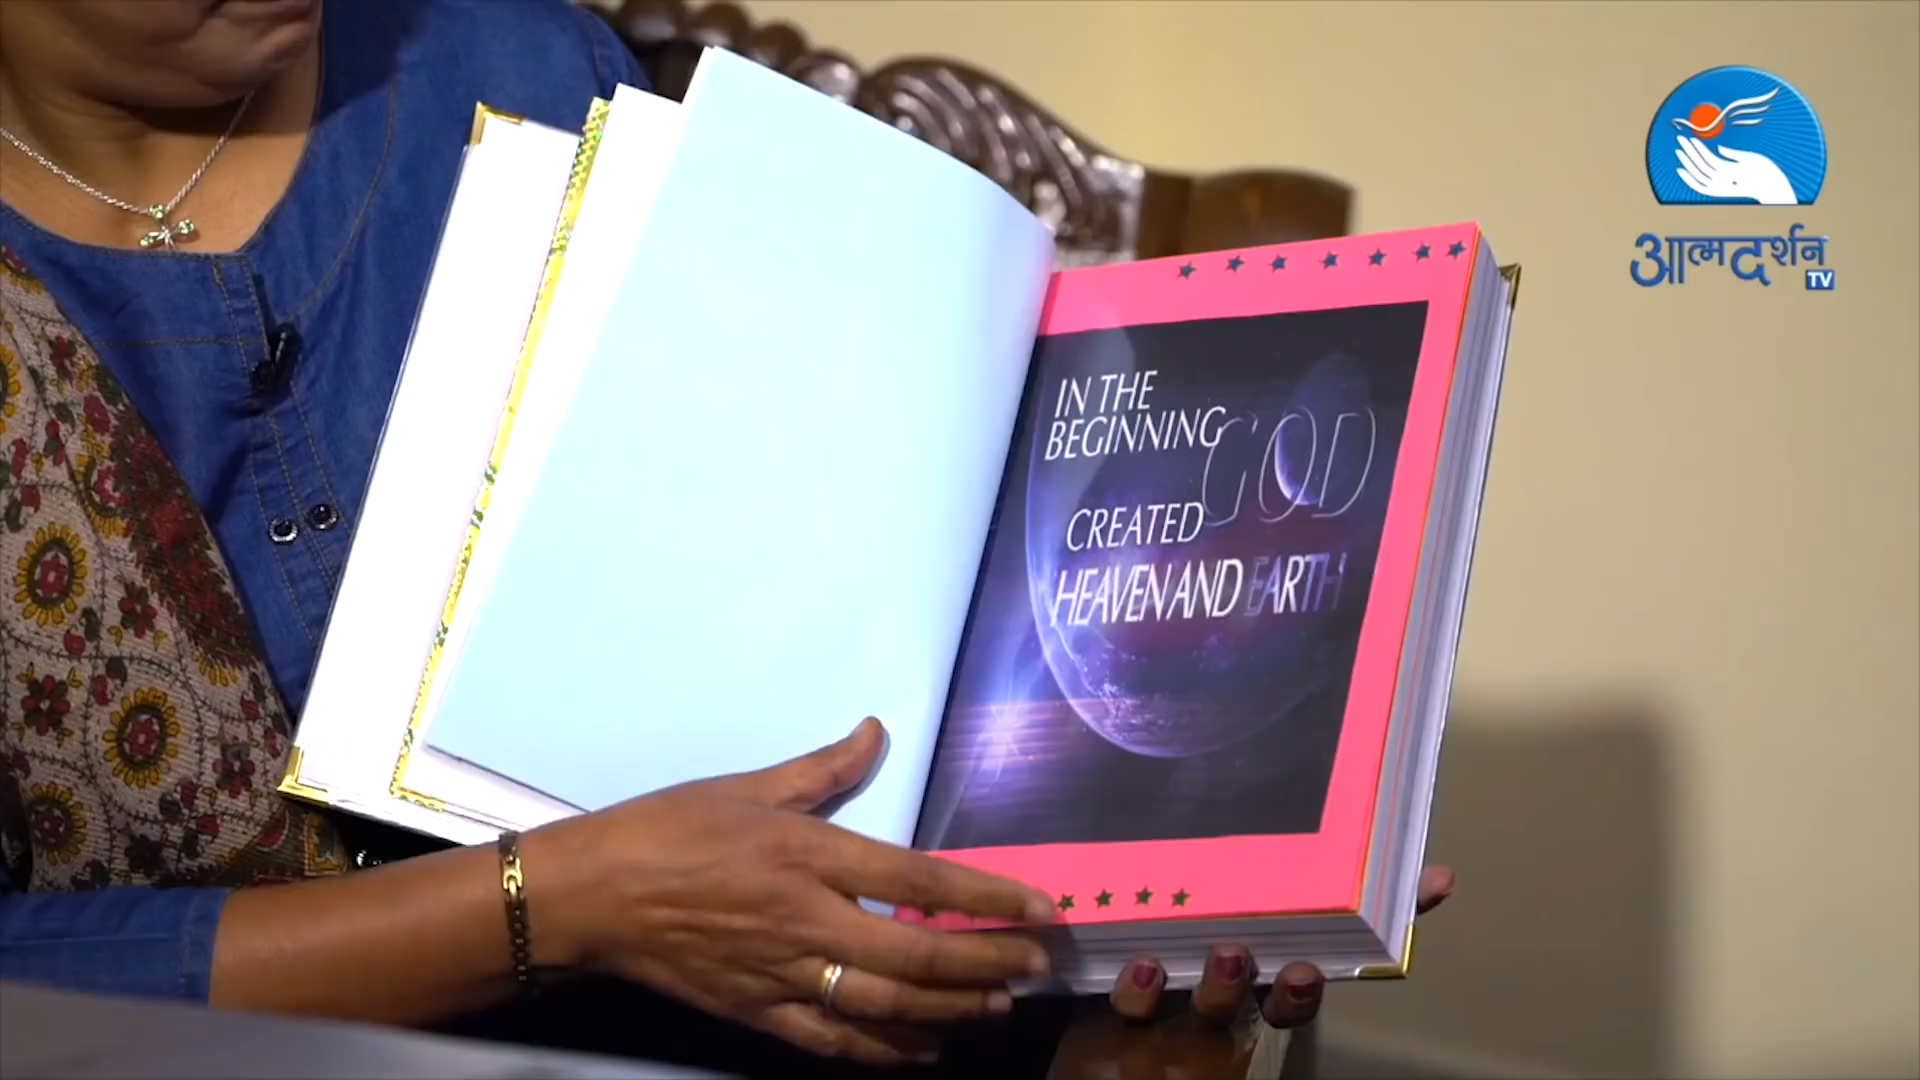 आत्मदर्शन
TV
IN THE
BEGINNING
GOD
CREATED
HEAVEN AND EARTH